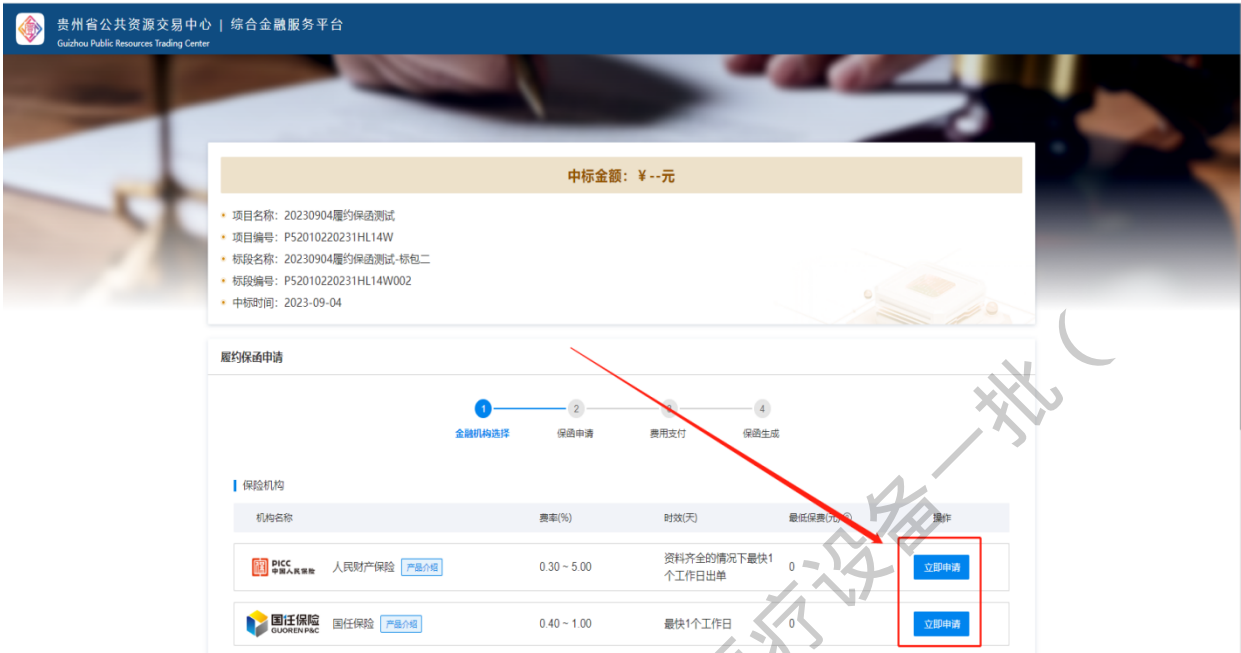 贵州省公共资源交易中心 | 综合金融服务平台
Guizhou Public Resources Trading Center
中标金额：¥ --元
项目名称：20230904履约保函测试
项目编号：P52010220231HL14W
标段名称：20230904履约保函测试-标包二
标段编号：P52010220231HL14W002
中标时间：2023-09-04
履约保函申请
1 2 3 4
金融机构选择 保函申请 费用支付 保函生成
保险机构
机构名称 费率(%) 时效(天) 最低保费(元) 操作
PICC 中国人民保险 人民财产保险 产品介绍 0.30 ~ 5.00 资料齐全的情况下最快1个工作日出单 0 立即申请
国任保险 GUOREN P&C 国任保险 产品介绍 0.40 ~ 1.00 最快1个工作日 0 立即申请
疗设备一批（